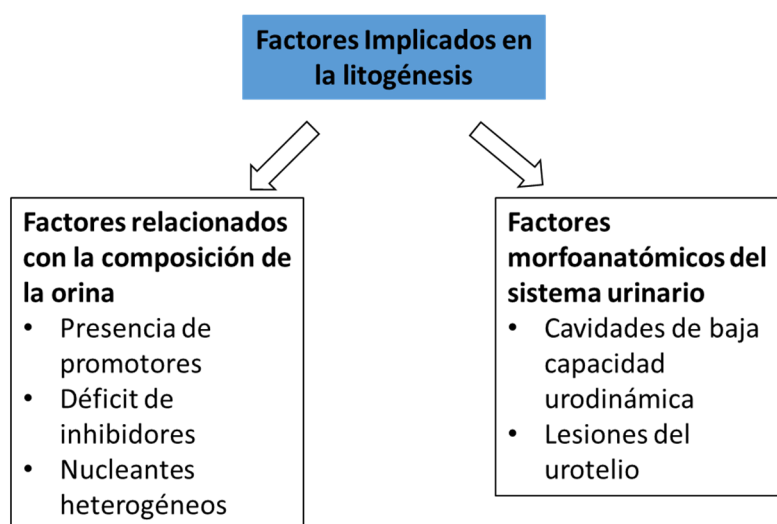 Factores Implicados en
la litogénesis
Factores relacionados
con la composición de
la orina
• Presencia de
promotores
• Déficit de
inhibidores
• Nucleantes
heterogéneos
Factores
morfoanatómicos del
sistema urinario
• Cavidades de baja
capacidad
urodinámica
• Lesiones del
urotelio